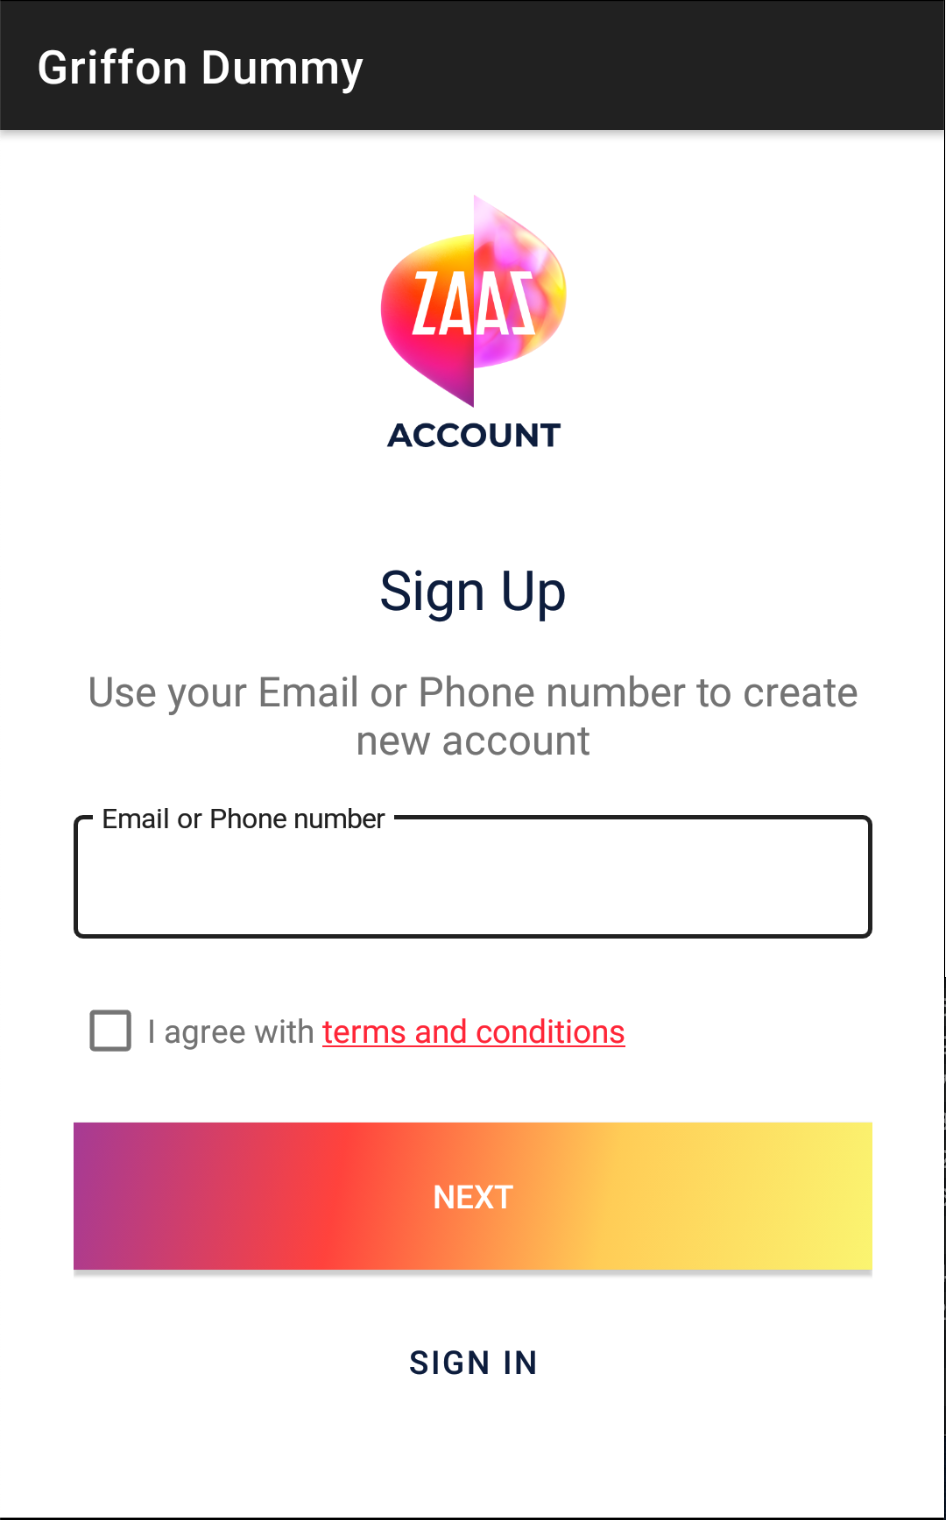 Griffon Dummy
ZAAZ
ACCOUNT
Sign Up
Use your Email or Phone number to create
new account
Email or Phone number
I agree with terms and conditions
NEXT
SIGN IN